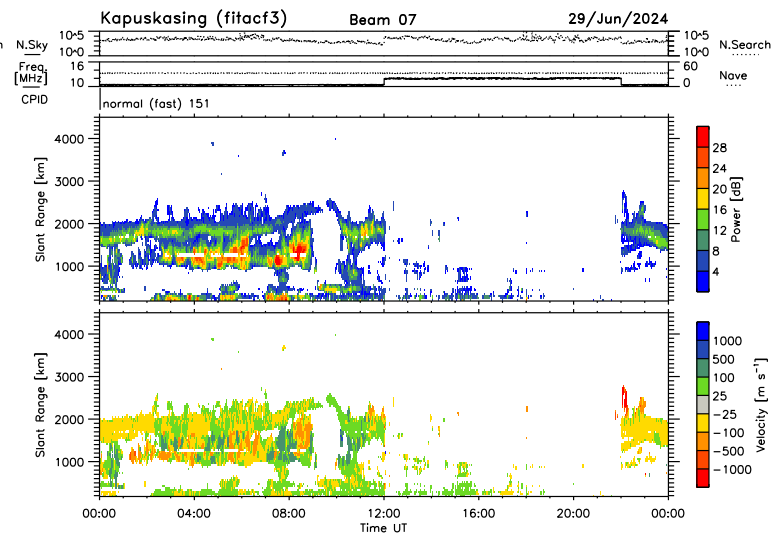 Kapuskasing (fitacf3) Beam 07 29/Jun/2024
N.Sky 10^5 10^5 N.Search
10^0 10^0
Freq. 16 60 Nave
[MHz] 10 0
CPID normal (fast) 151
Slant Range [km]
4000
3000
2000
1000
Power [dB]
28
24
20
16
12
8
4
Slant Range [km]
4000
3000
2000
1000
Velocity [m s⁻¹]
1000
500
100
25
-25
-100
-500
-1000
00:00 04:00 08:00 12:00 16:00 20:00 00:00
Time UT